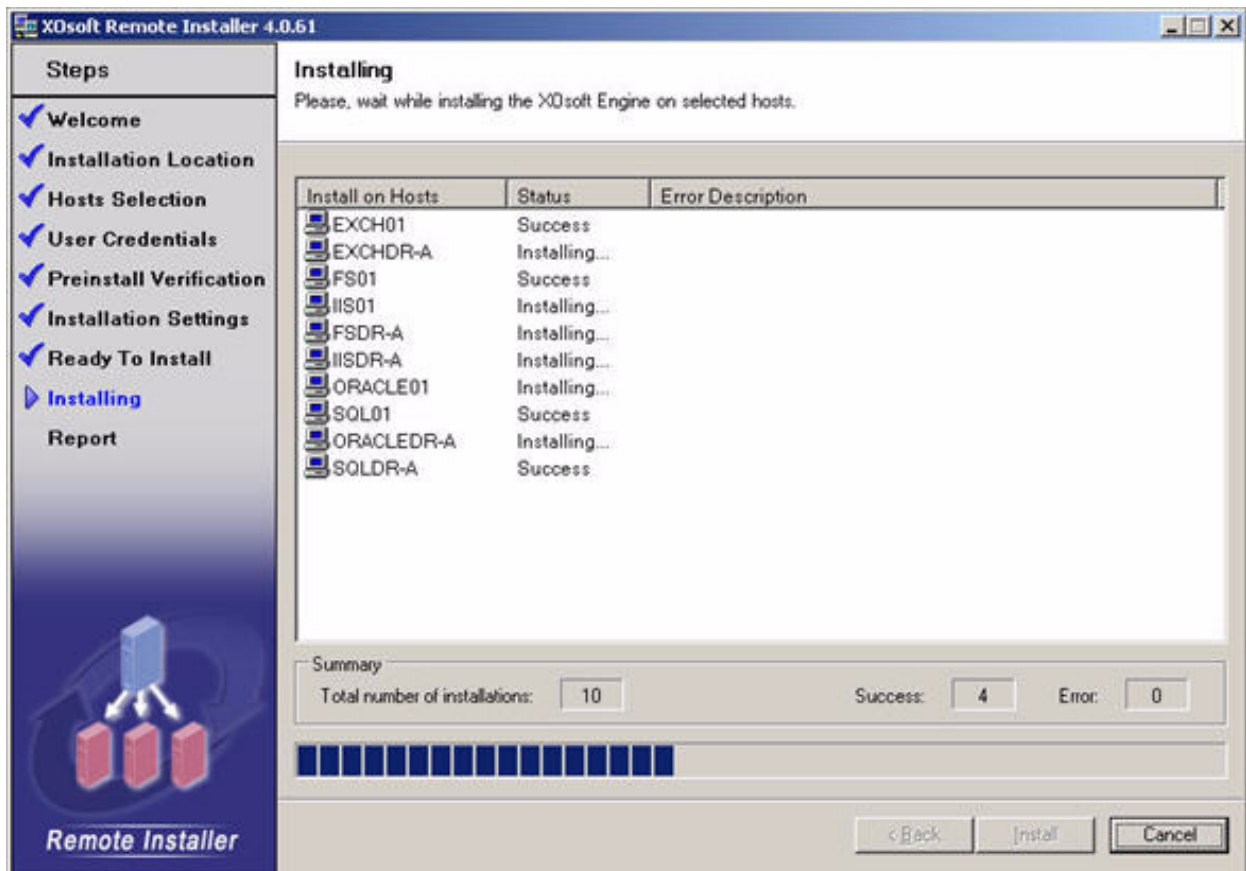 XOsoft Remote Installer 4.0.61
Steps
Welcome
Installation Location
Hosts Selection
User Credentials
Preinstall Verification
Installation Settings
Ready To Install
Installing
Report
Remote Installer
Installing
Please, wait while installing the XOsoft Engine on selected hosts.
Install on Hosts Status Error Description
EXCH01 Success
EXCHDR-A Installing...
FS01 Success
IIS01 Installing...
FSDR-A Installing...
IISDR-A Installing...
ORACLE01 Installing...
SQL01 Success
ORACLEDR-A Installing...
SQLDR-A Success
Summary
Total number of installations: 10 Success: 4 Error: 0
< Back Install Cancel